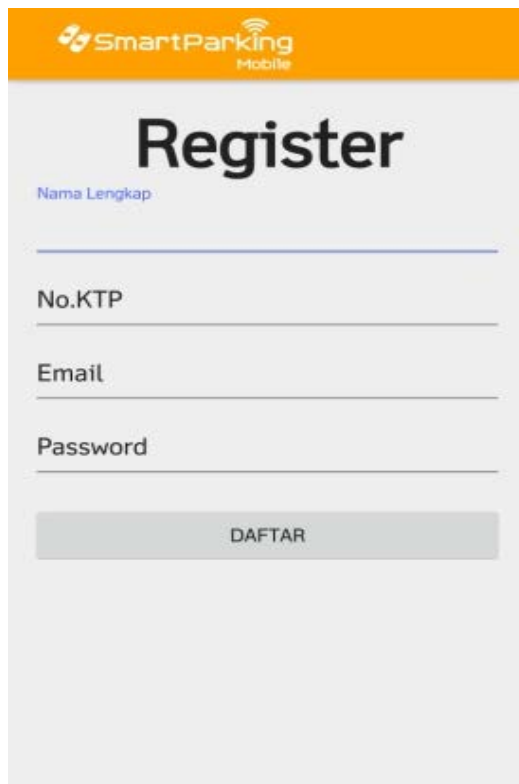 SmartParking
Mobile
Register
Nama Lengkap
No.KTP
Email
Password
DAFTAR